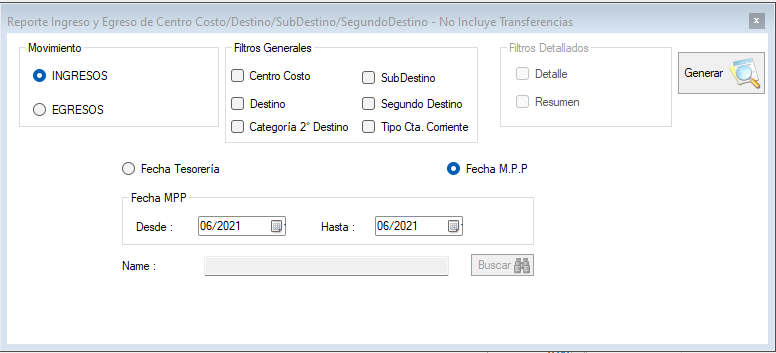 Reporte Ingreso y Egreso de Centro Costo/Destino/SubDestino/SegundoDestino - No Incluye Transferencias
Movimiento
INGRESOS
EGRESOS
Filtros Generales
Centro Costo
SubDestino
Destino
Segundo Destino
Categoría 2° Destino
Tipo Cta. Corriente
Filtros Detallados
Detalle
Resumen
Generar
Fecha Tesorería
Fecha M.P.P
Fecha MPP
Desde :
06/2021
Hasta :
06/2021
Name :
Buscar